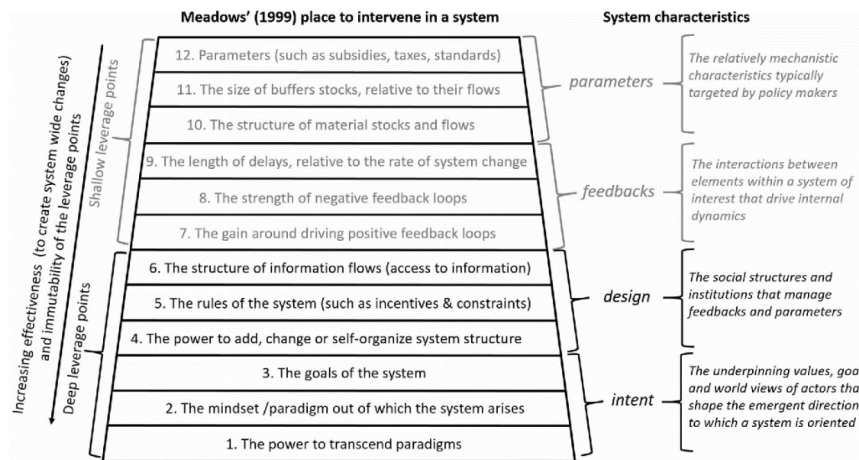 Meadows' (1999) place to intervene in a system
System characteristics
Increasing effectiveness (to create system wide changes)
and immutability of the leverage points
Shallow leverage points
Deep leverage points
12. Parameters (such as subsidies, taxes, standards)
11. The size of buffers stocks, relative to their flows
10. The structure of material stocks and flows
9. The length of delays, relative to the rate of system change
8. The strength of negative feedback loops
7. The gain around driving positive feedback loops
6. The structure of information flows (access to information)
5. The rules of the system (such as incentives & constraints)
4. The power to add, change or self-organize system structure
3. The goals of the system
2. The mindset /paradigm out of which the system arises
1. The power to transcend paradigms
parameters
The relatively mechanistic
characteristics typically
targeted by policy makers
feedbacks
The interactions between
elements within a system of
interest that drive internal
dynamics
design
The social structures and
institutions that manage
feedbacks and parameters
intent
The underpinning values, goa
and world views of actors tha
shape the emergent direction
to which a system is oriented